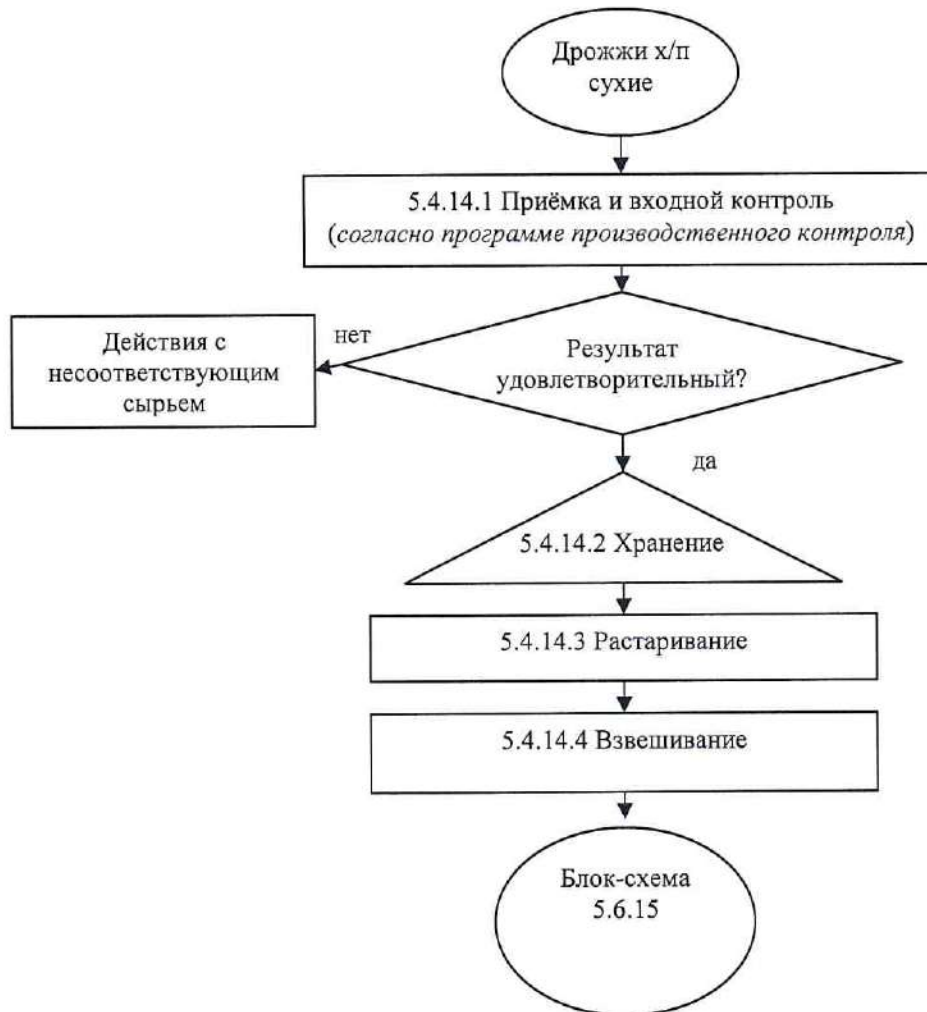 Дрожжи х/п
сухие
5.4.14.1 Приёмка и входной контроль
(согласно программе производственного контроля)
нет
Действия с
несоответствующим
сырьем
Результат
удовлетворительный?
да
5.4.14.2 Хранение
5.4.14.3 Растаривание
5.4.14.4 Взвешивание
Блок-схема
5.6.15